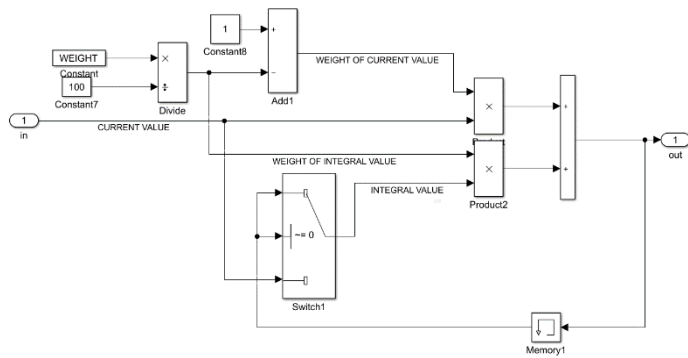 1
Constant8
+
−
Add1
WEIGHT
Constant
100
Constant7
×
÷
Divide
WEIGHT OF CURRENT VALUE
1
in
CURRENT VALUE
×
×
Product2
+
+
1
out
WEIGHT OF INTEGRAL VALUE
INTEGRAL VALUE
~= 0
Switch1
Memory1